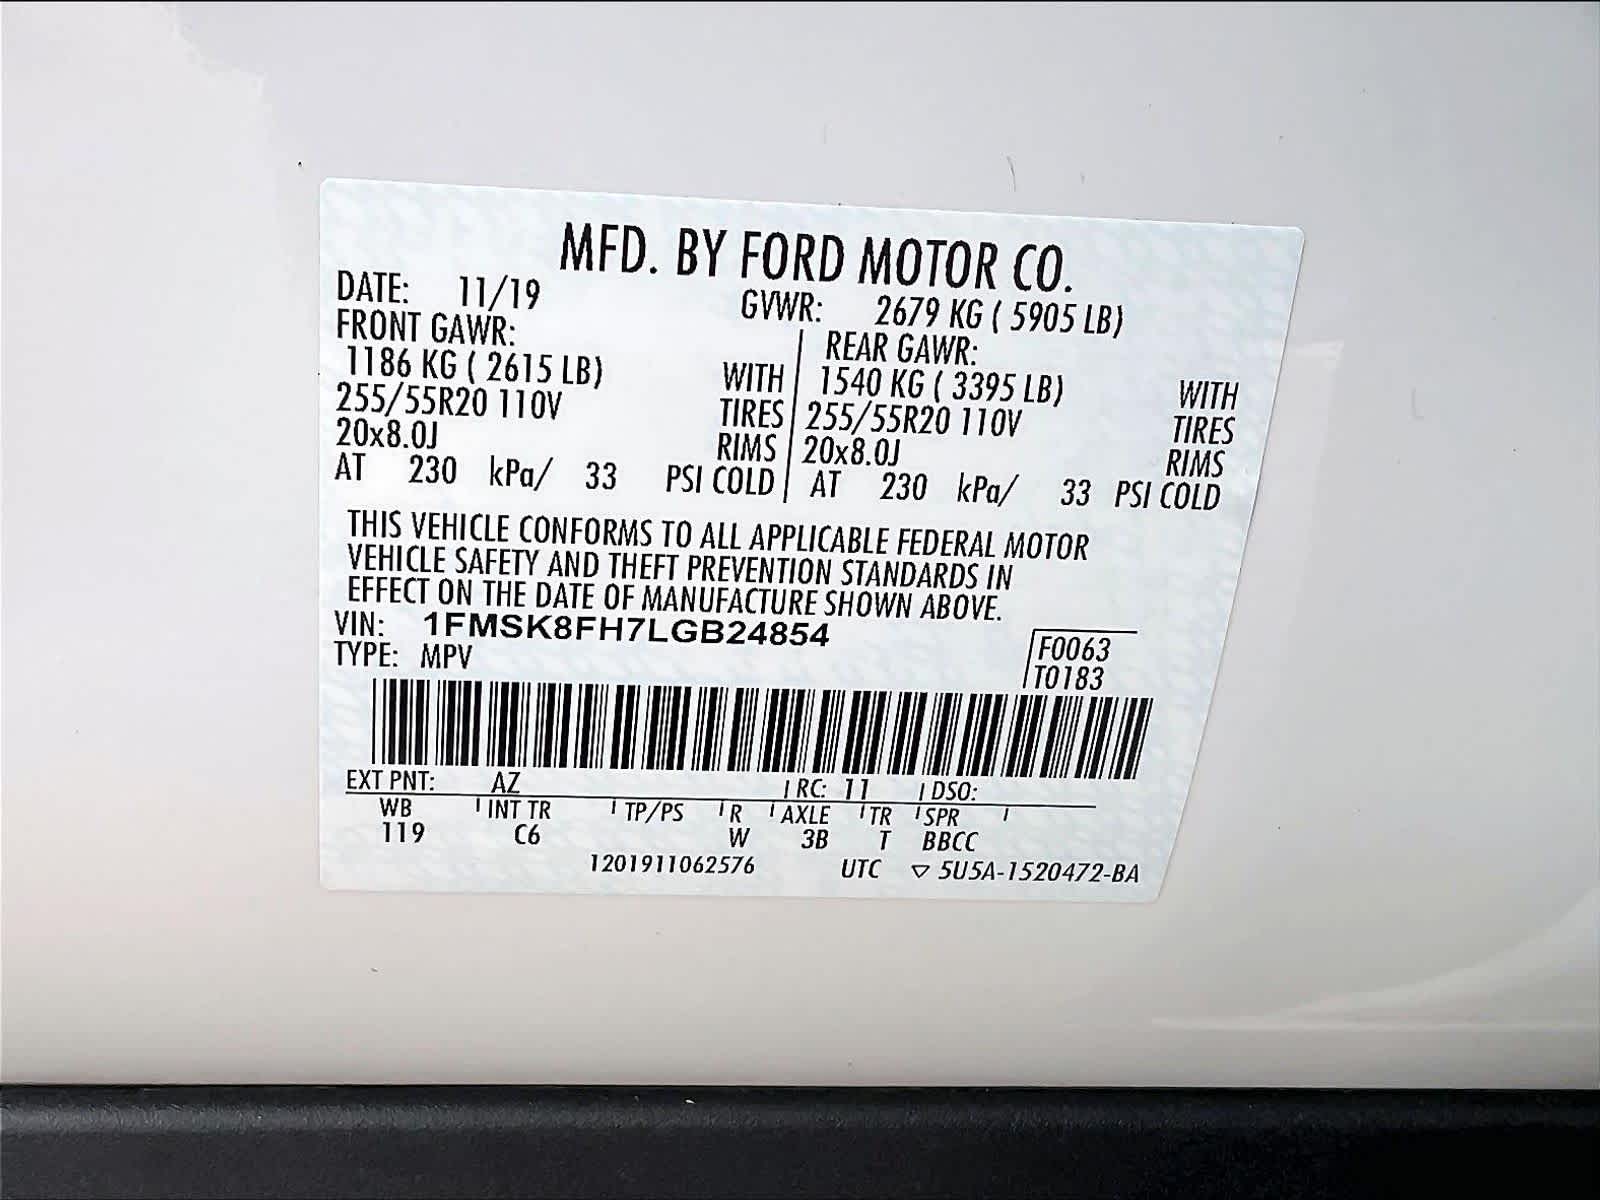 MFD. BY FORD MOTOR CO.
DATE: 11/19 GVWR: 2679 KG ( 5905 LB)
FRONT GAWR: REAR GAWR:
1186 KG ( 2615 LB) WITH 1540 KG ( 3395 LB) WITH
255/55R20 110V TIRES 255/55R20 110V TIRES
20x8.0J RIMS 20x8.0J RIMS
AT 230 kPa/ 33 PSI COLD AT 230 kPa/ 33 PSI COLD
THIS VEHICLE CONFORMS TO ALL APPLICABLE FEDERAL MOTOR
VEHICLE SAFETY AND THEFT PREVENTION STANDARDS IN
EFFECT ON THE DATE OF MANUFACTURE SHOWN ABOVE.
VIN: 1FMSK8FH7LGB24854
F0063
TYPE: MPV
T0183
EXT PNT: AZ RC: 11 DSO:
WB INT TR TP/PS R AXLE TR SPR
119 C6 W 3B T BBCC
1201911062576 UTC ▽ 5U5A-1520472-BA